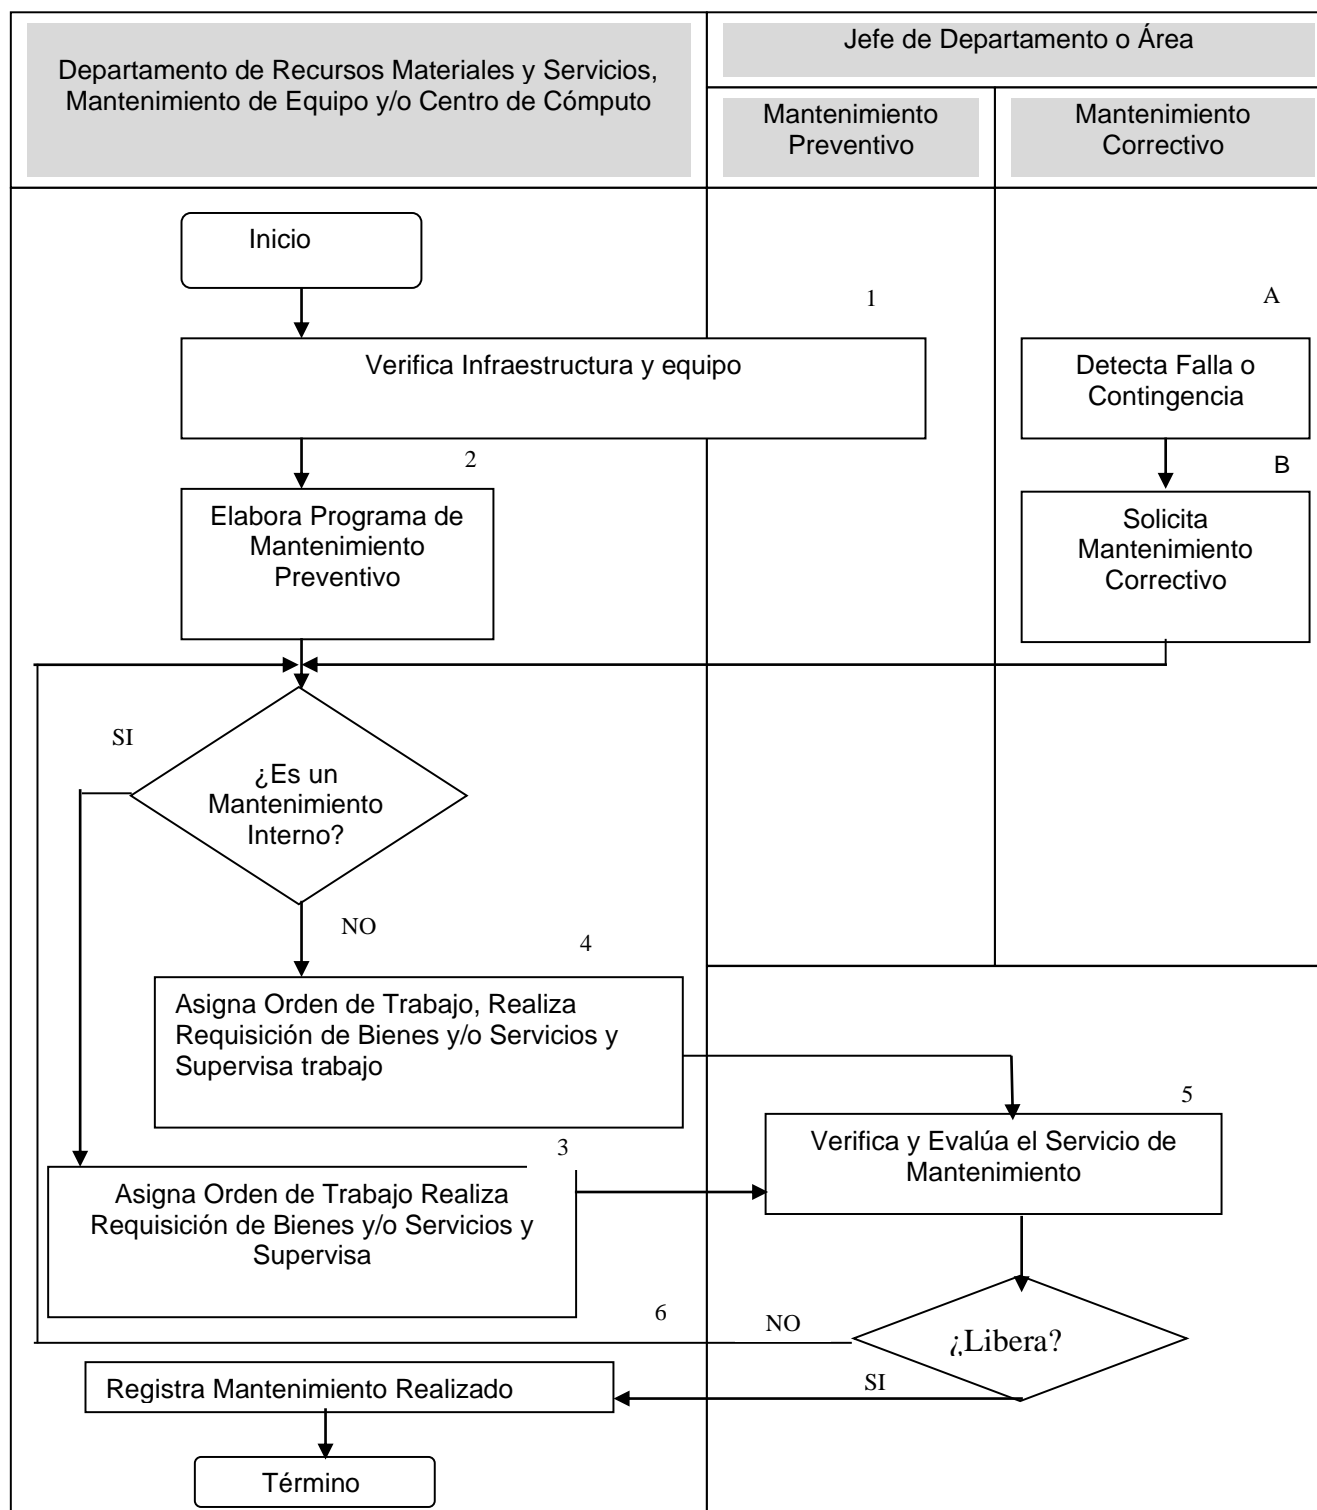 Departamento de Recursos Materiales y Servicios,
Mantenimiento de Equipo y/o Centro de Cómputo
Jefe de Departamento o Área
Mantenimiento
Preventivo
Mantenimiento
Correctivo
Inicio
1
A
Verifica Infraestructura y equipo
Detecta Falla o
Contingencia
2
B
Elabora Programa de
Mantenimiento
Preventivo
Solicita
Mantenimiento
Correctivo
SI
¿Es un
Mantenimiento
Interno?
NO
4
Asigna Orden de Trabajo, Realiza
Requisición de Bienes y/o Servicios y
Supervisa trabajo
5
Verifica y Evalúa el Servicio de
Mantenimiento
3
Asigna Orden de Trabajo Realiza
Requisición de Bienes y/o Servicios y
Supervisa
6
NO
¿Libera?
SI
Registra Mantenimiento Realizado
Término